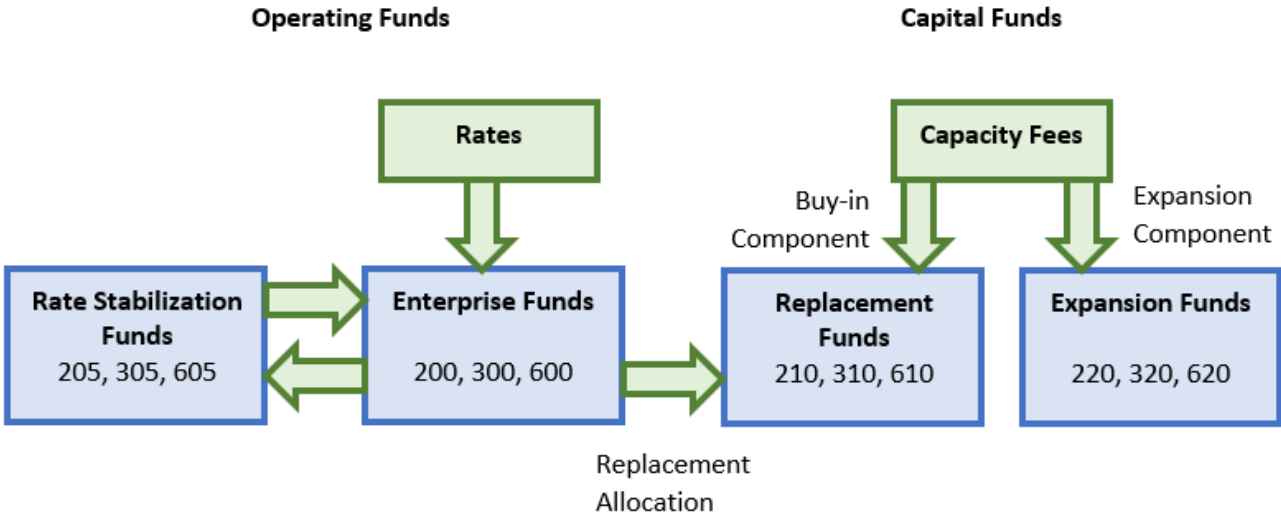 Operating Funds
Capital Funds
Rates
Capacity Fees
Buy-in
Component
Expansion
Component
Rate Stabilization
Funds
205, 305, 605
Enterprise Funds
200, 300, 600
Replacement
Funds
210, 310, 610
Expansion Funds
220, 320, 620
Replacement
Allocation